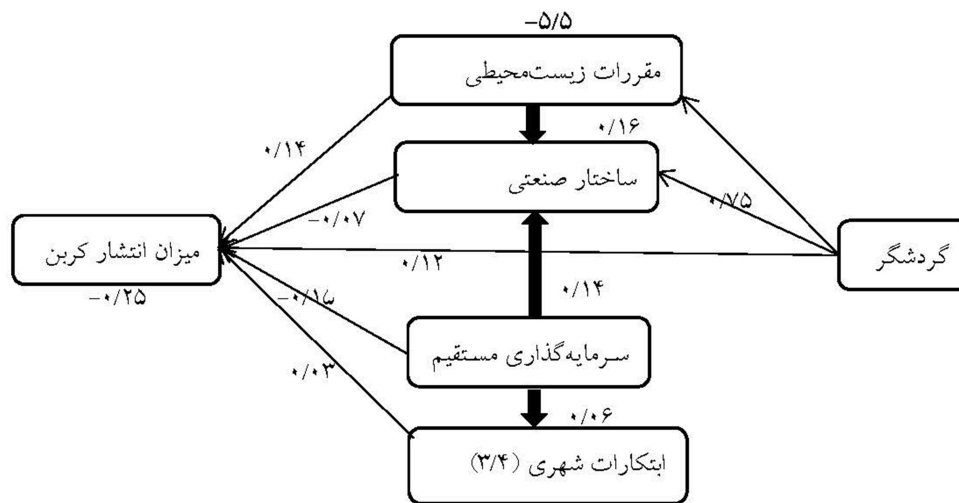 −۵/۵
مقررات زیست‌محیطی
۰/۱۶
۰/۱۴
ساختار صنعتی
۰/۷۵
−۰/۰۷
گردشگر
میزان انتشار کربن
۰/۱۲
−۰/۲۵
۰/۱۴
−۰/۱۵
سرمایه‌گذاری مستقیم
۰/۰۳
۰/۰۶
ابتکارات شهری (۳/۴)